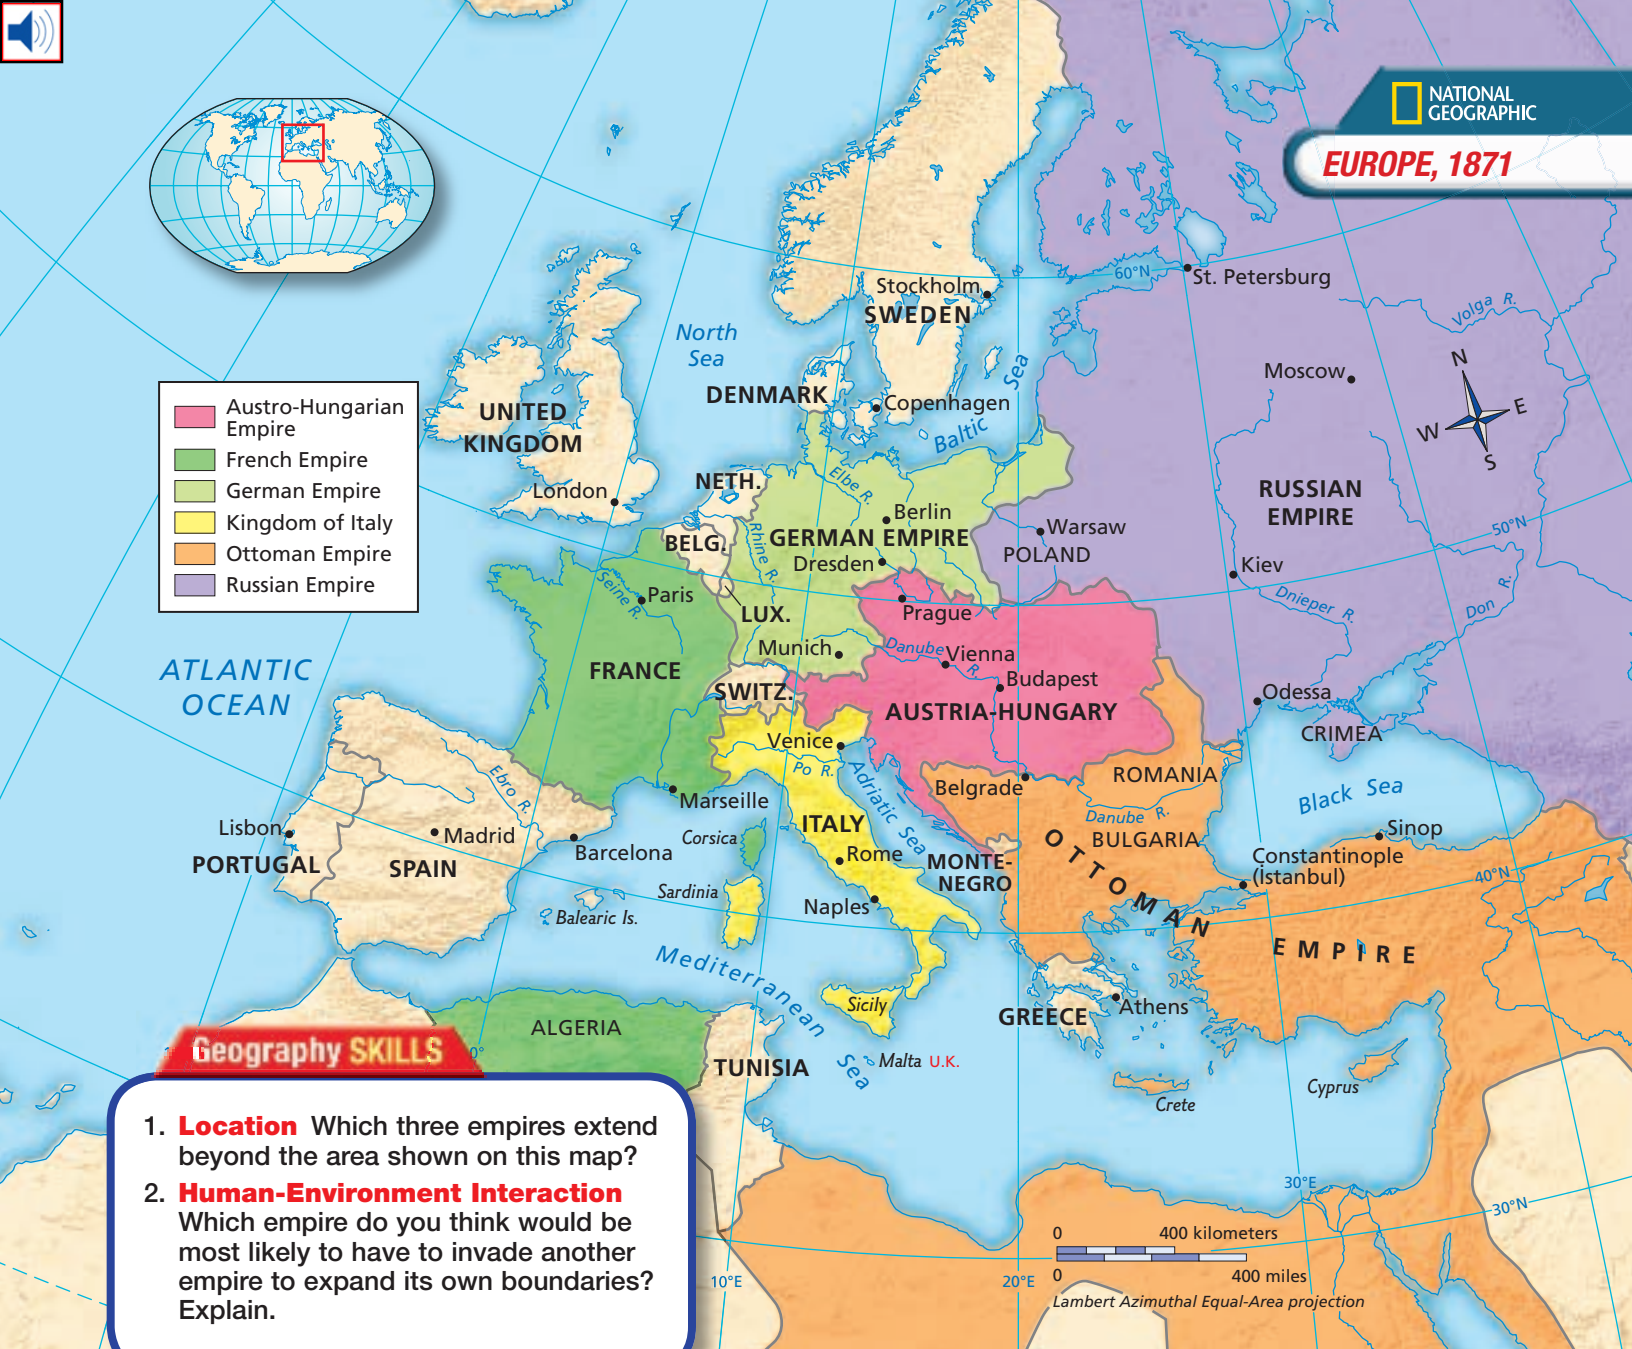 NATIONAL
GEOGRAPHIC
EUROPE, 1871
Austro-Hungarian
Empire
French Empire
German Empire
Kingdom of Italy
Ottoman Empire
Russian Empire
60°N
St. Petersburg
Stockholm
SWEDEN
Volga R.
North
Sea
Moscow
N
E
W
S
DENMARK
Copenhagen
Baltic
Sea
UNITED
KINGDOM
London
NETH.
Elbe R.
Berlin
GERMAN EMPIRE
Dresden
Rhine R.
BELG.
LUX.
Warsaw
POLAND
RUSSIAN
EMPIRE
50°N
Kiev
Dnieper R.
Don R.
Seine R.
Paris
Prague
Munich
Danube
R.
Vienna
Budapest
FRANCE
SWITZ.
AUSTRIA-HUNGARY
ATLANTIC
OCEAN
Odessa
CRIMEA
Venice
Po R.
Adriatic Sea
Belgrade
ROMANIA
Danube R.
BULGARIA
Black Sea
Sinop
Constantinople
(İstanbul)
40°N
Ebro R.
Marseille
Corsica
ITALY
Rome
MONTE-
NEGRO
Lisbon
PORTUGAL
Madrid
SPAIN
Barcelona
Balearic Is.
Sardinia
Naples
OTTOMAN
EMPIRE
Mediterranean
Sea
Sicily
GREECE
Athens
Malta U.K.
Crete
Cyprus
ALGERIA
TUNISIA
0°
Geography SKILLS
1. Location Which three empires extend
beyond the area shown on this map?
2. Human-Environment Interaction
Which empire do you think would be
most likely to have to invade another
empire to expand its own boundaries?
Explain.
10°E
20°E
30°E
30°N
0
400 kilometers
0
400 miles
Lambert Azimuthal Equal-Area projection